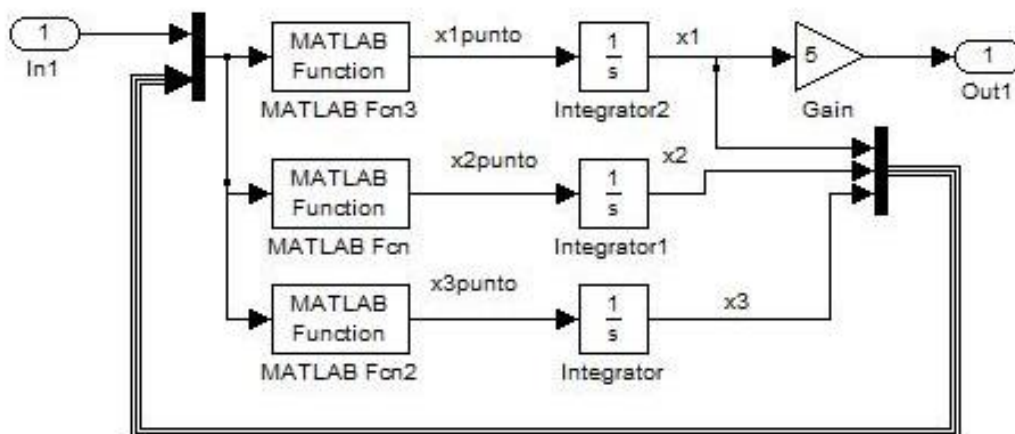 1
In1
MATLAB
Function
MATLAB Fcn3
x1punto
1
s
Integrator2
x1
5
Gain
1
Out1
MATLAB
Function
MATLAB Fcn
x2punto
1
s
Integrator1
x2
MATLAB
Function
MATLAB Fcn2
x3punto
1
s
Integrator
x3